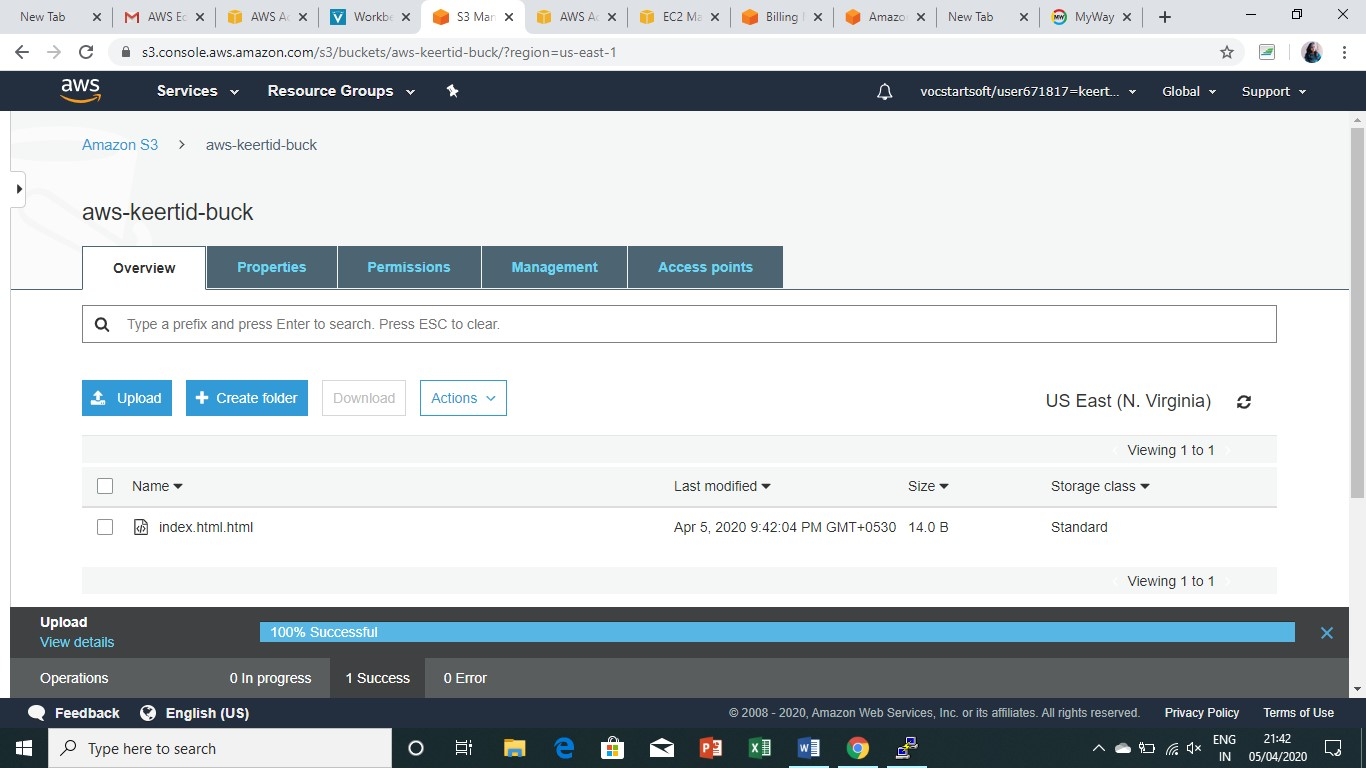 New Tab AWS Ec AWS Ac Workbe S3 Man AWS Ac EC2 Ma Billing Amazo New Tab MyWay
s3.console.aws.amazon.com/s3/buckets/aws-keertid-buck/?region=us-east-1
aws Services Resource Groups vocstartsoft/user671817=keert... Global Support
Amazon S3 > aws-keertid-buck
aws-keertid-buck
Overview Properties Permissions Management Access points
Type a prefix and press Enter to search. Press ESC to clear.
Upload + Create folder Download Actions US East (N. Virginia)
Viewing 1 to 1
Name Last modified Size Storage class
index.html.html Apr 5, 2020 9:42:04 PM GMT+0530 14.0 B Standard
Viewing 1 to 1
Upload
100% Successful
View details
Operations 0 In progress 1 Success 0 Error
Feedback English (US) © 2008 - 2020, Amazon Web Services, Inc. or its affiliates. All rights reserved. Privacy Policy Terms of Use
Type here to search
ENG
IN
21:42
05/04/2020